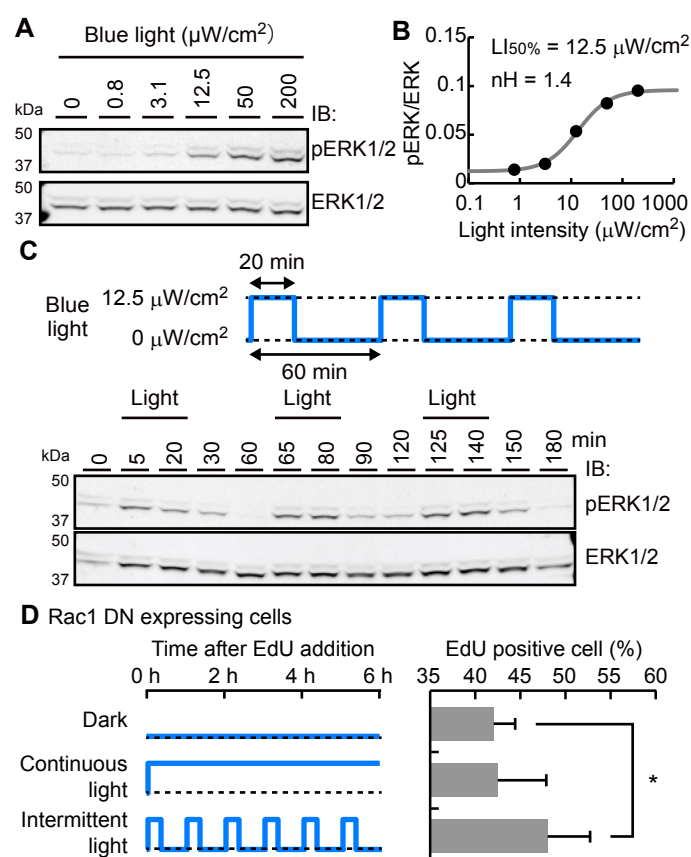 A
Blue light (μW/cm2)
0 0.8 3.1 12.5 50 200
kDa
IB:
50
37
pERK1/2
50
37
ERK1/2
B
0.15
0.1
0.05
0
pERK/ERK
LI50% = 12.5 μW/cm2
nH = 1.4
0.1 1 10 100 1000
Light intensity (μW/cm2)
C
20 min
Blue light
12.5 μW/cm2
0 μW/cm2
60 min
Light Light Light
0 5 20 30 60 65 80 90 120 125 140 150 180 min
kDa
IB:
50
37
pERK1/2
50
37
ERK1/2
D Rac1 DN expressing cells
Time after EdU addition
0 h 2 h 4 h 6 h
Dark
Continuous light
Intermittent light
EdU positive cell (%)
35 40 45 50 55 60
*